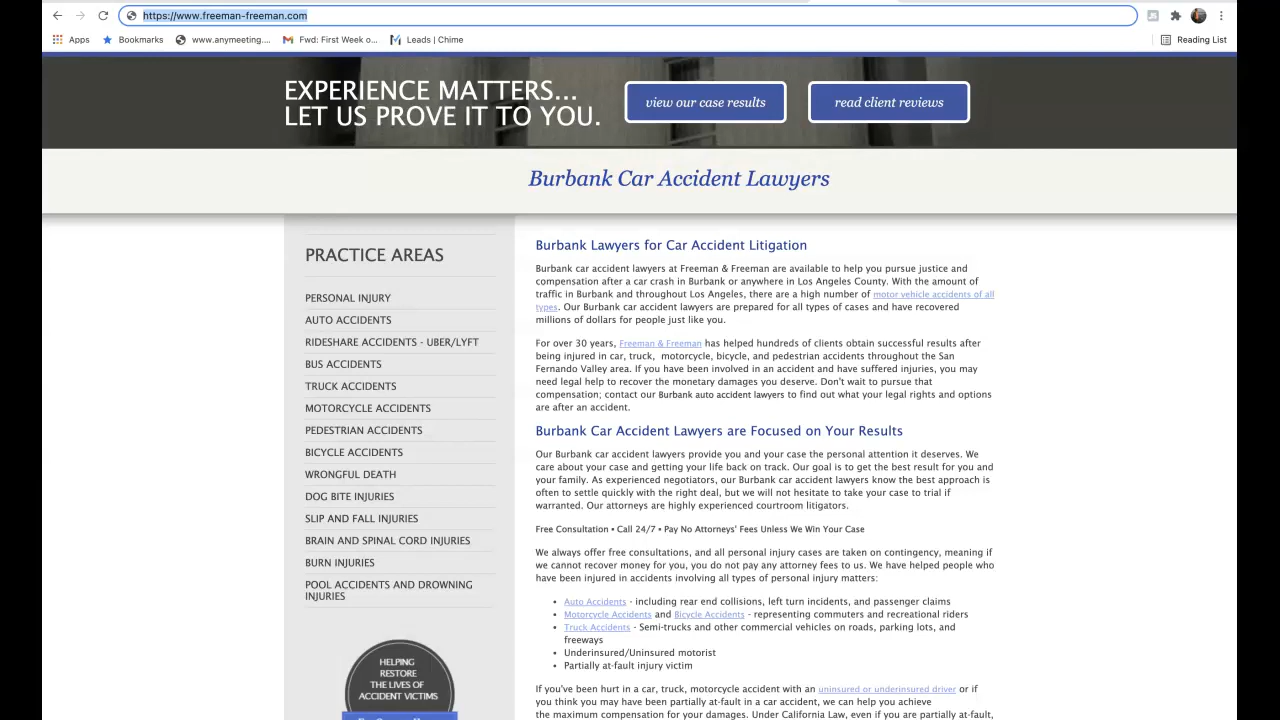 https://www.freeman-freeman.com
Apps
Bookmarks
www.anymeeting....
Fwd: First Week o...
Leads | Chime
Reading List
EXPERIENCE MATTERS...
LET US PROVE IT TO YOU.
view our case results
read client reviews
Burbank Car Accident Lawyers
PRACTICE AREAS
PERSONAL INJURY
AUTO ACCIDENTS
RIDESHARE ACCIDENTS - UBER/LYFT
BUS ACCIDENTS
TRUCK ACCIDENTS
MOTORCYCLE ACCIDENTS
PEDESTRIAN ACCIDENTS
BICYCLE ACCIDENTS
WRONGFUL DEATH
DOG BITE INJURIES
SLIP AND FALL INJURIES
BRAIN AND SPINAL CORD INJURIES
BURN INJURIES
POOL ACCIDENTS AND DROWNING
INJURIES
HELPING
RESTORE
THE LIVES OF
ACCIDENT VICTIMS
Burbank Lawyers for Car Accident Litigation
Burbank car accident lawyers at Freeman & Freeman are available to help you pursue justice and
compensation after a car crash in Burbank or anywhere in Los Angeles County. With the amount of
traffic in Burbank and throughout Los Angeles, there are a high number of motor vehicle accidents of all
types. Our Burbank car accident lawyers are prepared for all types of cases and have recovered
millions of dollars for people just like you.
For over 30 years, Freeman & Freeman has helped hundreds of clients obtain successful results after
being injured in car, truck, motorcycle, bicycle, and pedestrian accidents throughout the San
Fernando Valley area. If you have been involved in an accident and have suffered injuries, you may
need legal help to recover the monetary damages you deserve. Don't wait to pursue that
compensation; contact our Burbank auto accident lawyers to find out what your legal rights and options
are after an accident.
Burbank Car Accident Lawyers are Focused on Your Results
Our Burbank car accident lawyers provide you and your case the personal attention it deserves. We
care about your case and getting your life back on track. Our goal is to get the best result for you and
your family. As experienced negotiators, our Burbank car accident lawyers know the best approach is
often to settle quickly with the right deal, but we will not hesitate to take your case to trial if
warranted. Our attorneys are highly experienced courtroom litigators.
Free Consultation • Call 24/7 • Pay No Attorneys' Fees Unless We Win Your Case
We always offer free consultations, and all personal injury cases are taken on contingency, meaning if
we cannot recover money for you, you do not pay any attorney fees to us. We have helped people who
have been injured in accidents involving all types of personal injury matters:
• Auto Accidents - including rear end collisions, left turn incidents, and passenger claims
• Motorcycle Accidents and Bicycle Accidents - representing commuters and recreational riders
• Truck Accidents - Semi-trucks and other commercial vehicles on roads, parking lots, and
freeways
• Underinsured/Uninsured motorist
• Partially at-fault injury victim
If you've been hurt in a car, truck, motorcycle accident with an uninsured or underinsured driver or if
you think you may have been partially at-fault in a car accident, we can help you achieve
the maximum compensation for your damages. Under California Law, even if you are partially at-fault,